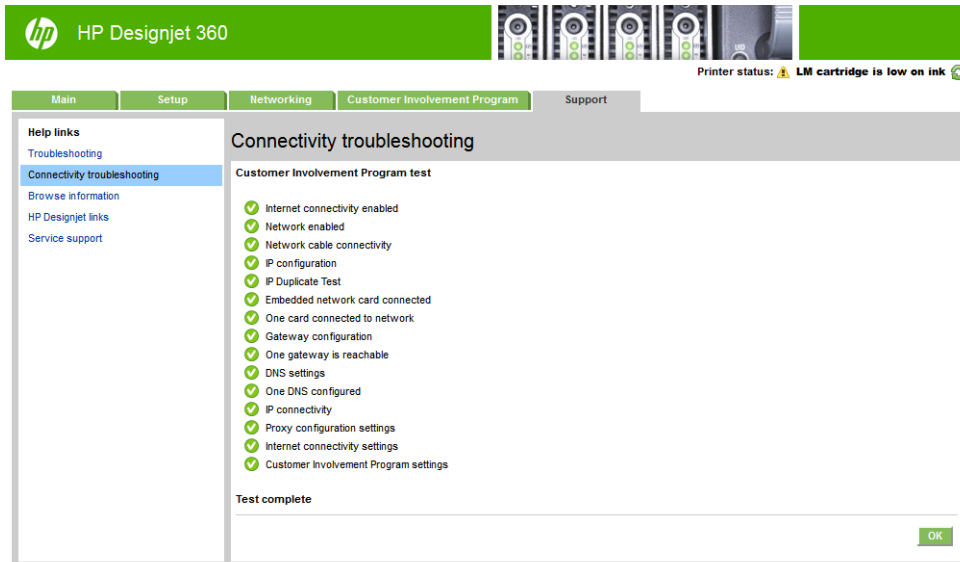 hp HP Designjet 360
UID
Printer status: LM cartridge is low on ink
Main Setup Networking Customer Involvement Program Support
Help links
Troubleshooting
Connectivity troubleshooting
Browse information
HP Designjet links
Service support
Connectivity troubleshooting
Customer Involvement Program test
Internet connectivity enabled
Network enabled
Network cable connectivity
IP configuration
IP Duplicate Test
Embedded network card connected
One card connected to network
Gateway configuration
One gateway is reachable
DNS settings
One DNS configured
IP connectivity
Proxy configuration settings
Internet connectivity settings
Customer Involvement Program settings
Test complete
OK